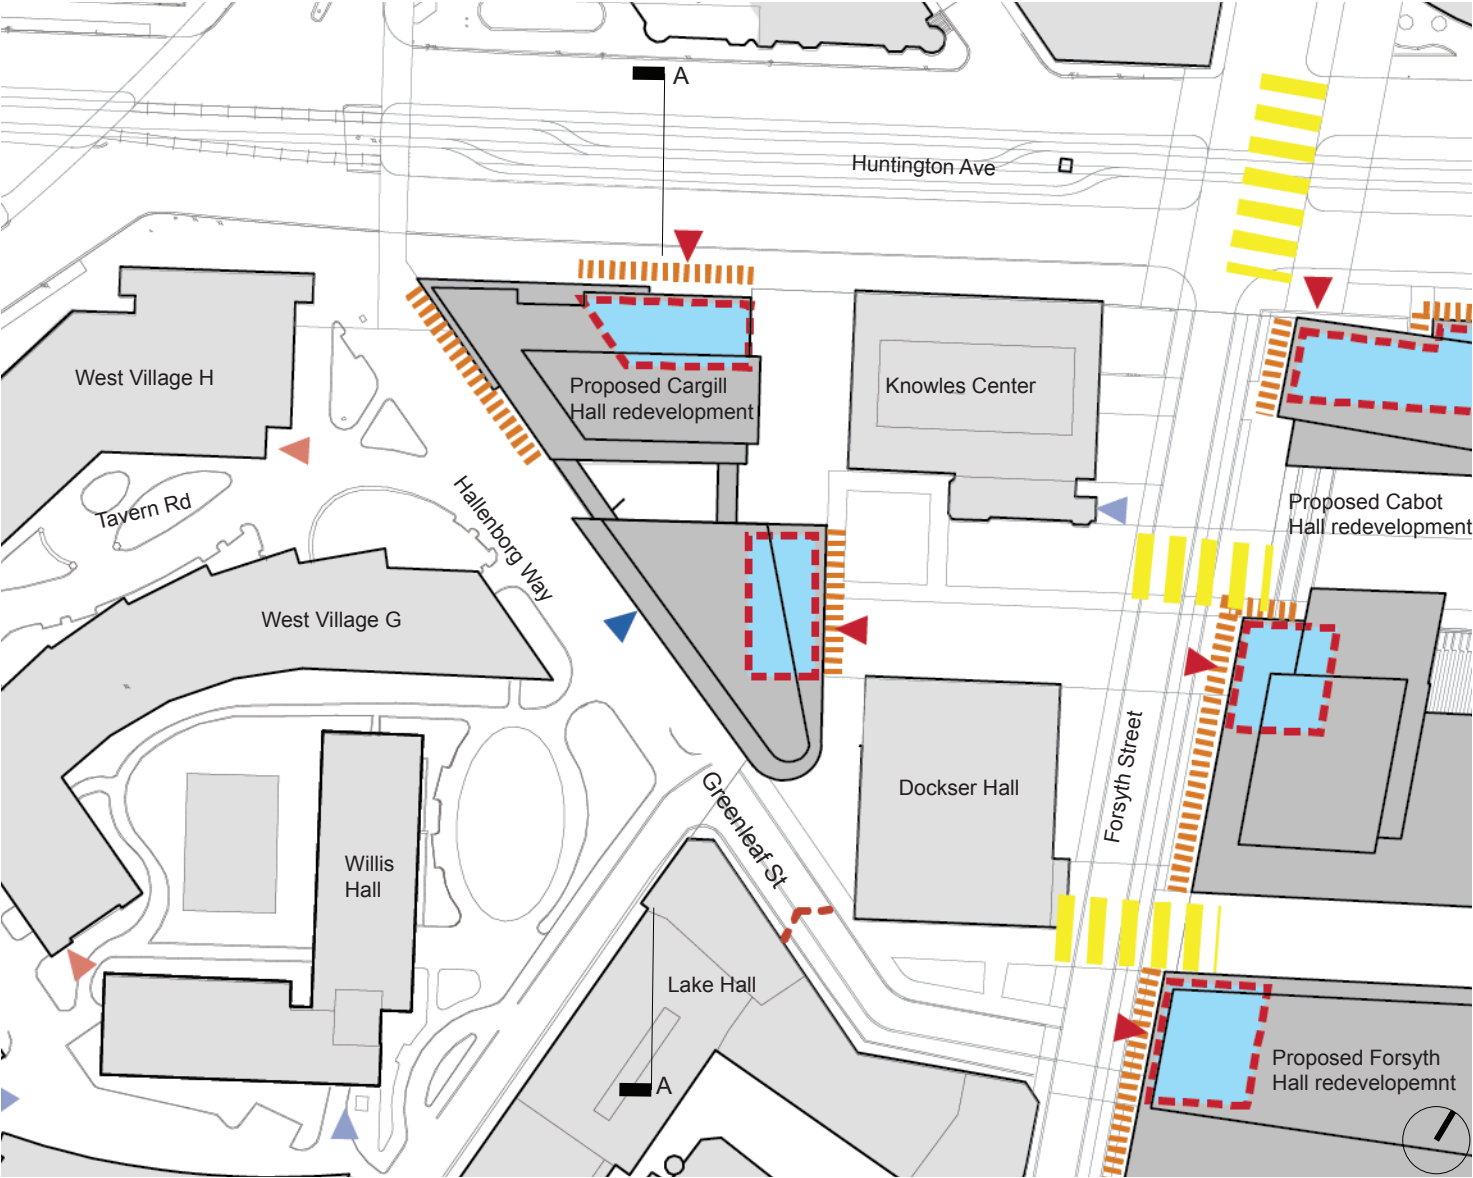 A
Huntington Ave
West Village H
Proposed Cargill
Hall redevelopment
Knowles Center
Tavern Rd
Hallenborg Way
Proposed Cabot
Hall redevelopment
West Village G
Forsyth Street
Greenleaf St
Dockser Hall
Willis
Hall
Lake Hall
Proposed Forsyth
Hall redevelopemnt
A